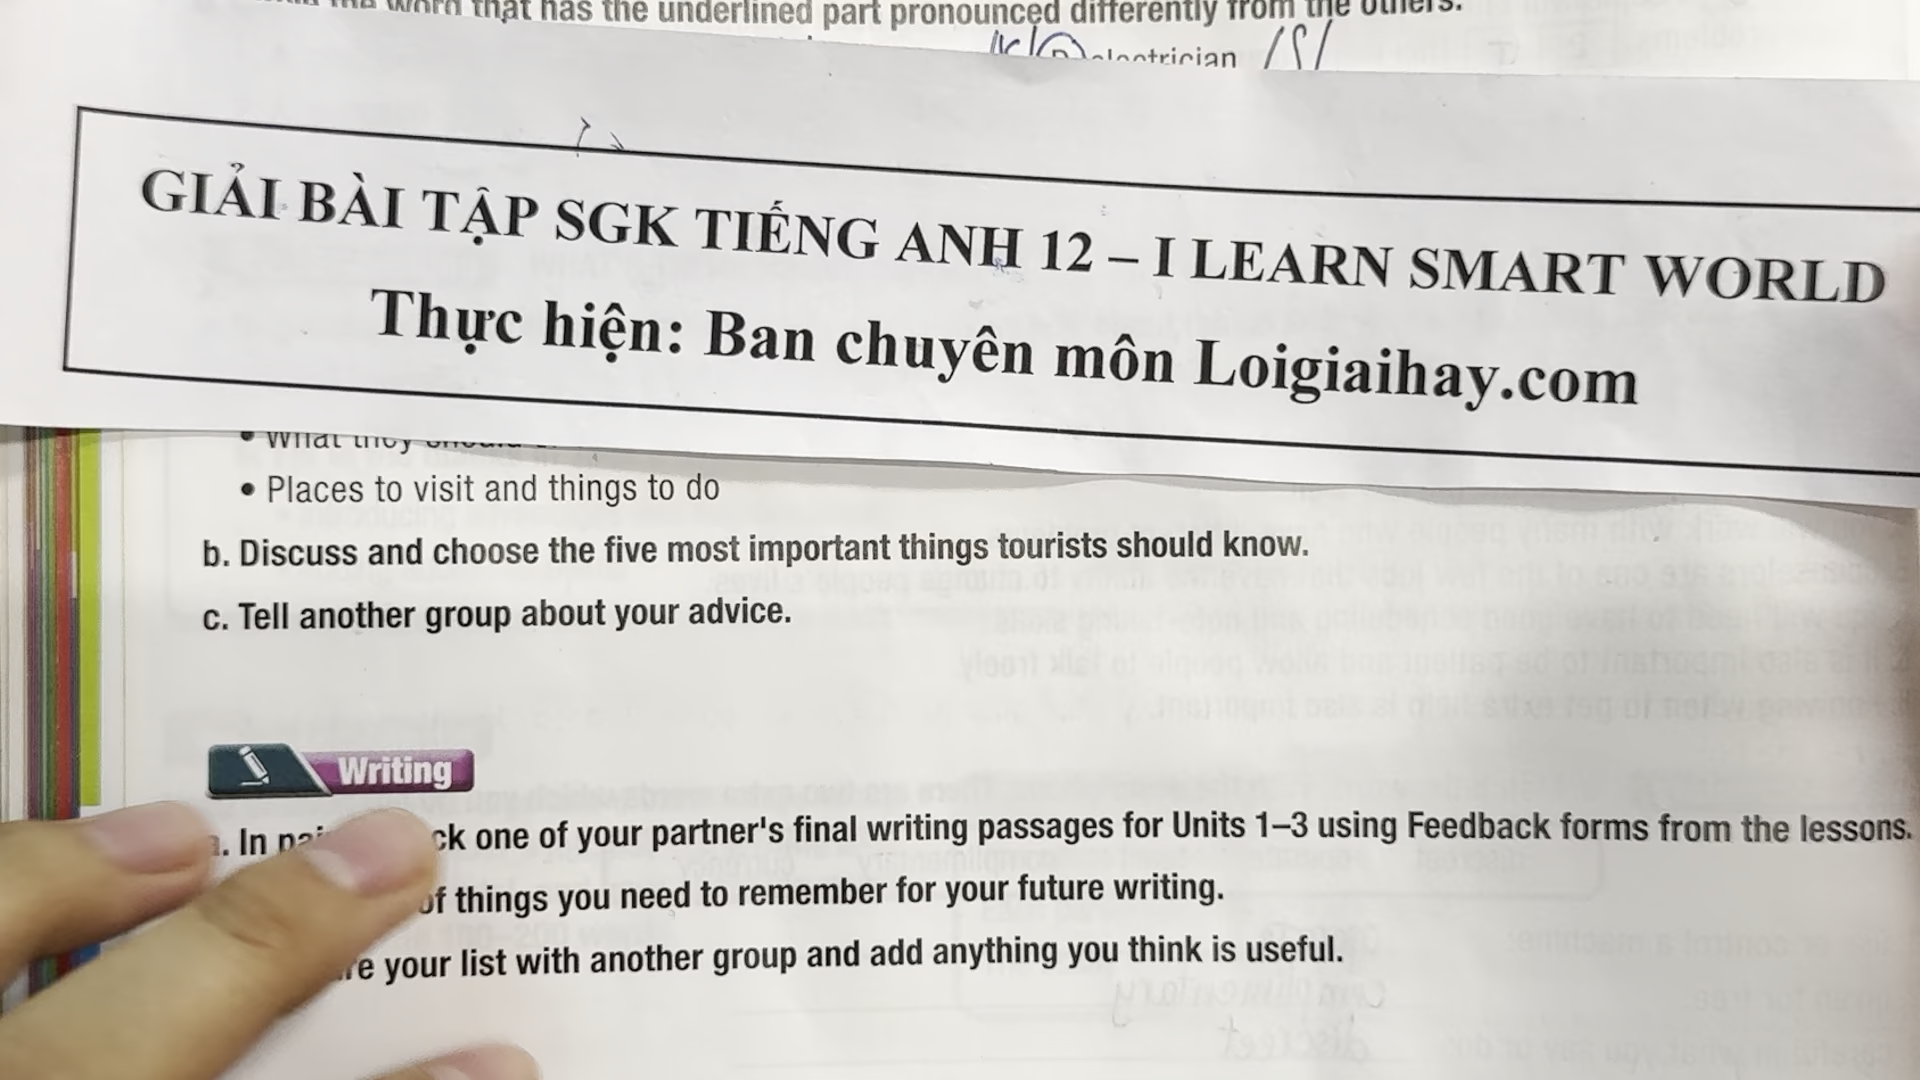 the word that has the underlined part pronounced differently from the others.
electrician /ʃ/
GIẢI BÀI TẬP SGK TIẾNG ANH 12 – I LEARN SMART WORLD
Thực hiện: Ban chuyên môn Loigiaihay.com
• What they should
• Places to visit and things to do
b. Discuss and choose the five most important things tourists should know.
c. Tell another group about your advice.
Writing
In one of your partner's final writing passages for Units 1–3 using Feedback forms from the lessons.
of things you need to remember for your future writing.
your list with another group and add anything you think is useful.